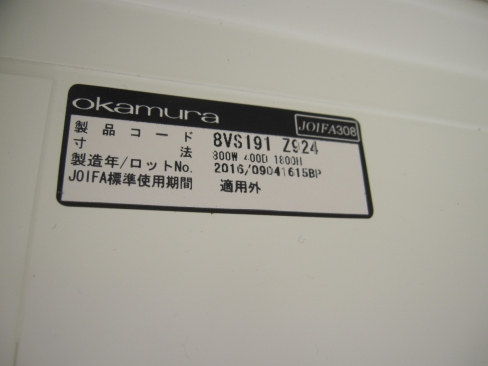 okamura JOIFA308
製品コード 8VS191 Z924
寸法 800W 400D 1800H
製造年/ロットNo. 2016/09041615BP
JOIFA標準使用期間 適用外